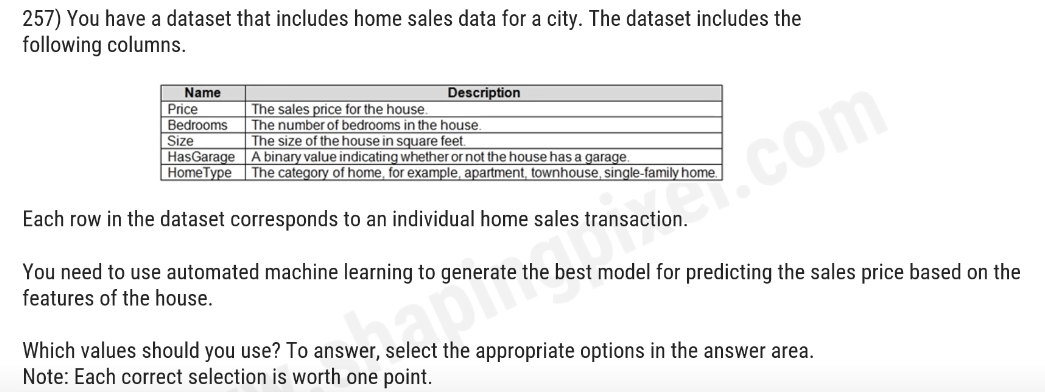 257) You have a dataset that includes home sales data for a city. The dataset includes the
following columns.
Name Description
Price The sales price for the house.
Bedrooms The number of bedrooms in the house.
Size The size of the house in square feet.
HasGarage A binary value indicating whether or not the house has a garage.
HomeType The category of home, for example, apartment, townhouse, single-family home.
Each row in the dataset corresponds to an individual home sales transaction.
You need to use automated machine learning to generate the best model for predicting the sales price based on the
features of the house.
Which values should you use? To answer, select the appropriate options in the answer area.
Note: Each correct selection is worth one point.
shapingpixel.com